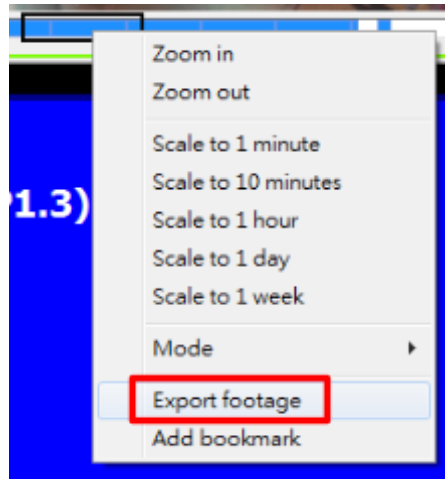 Zoom in
Zoom out
Scale to 1 minute
Scale to 10 minutes
1.3)
Scale to 1 hour
Scale to 1 day
Scale to 1 week
Mode
Export footage
Add bookmark